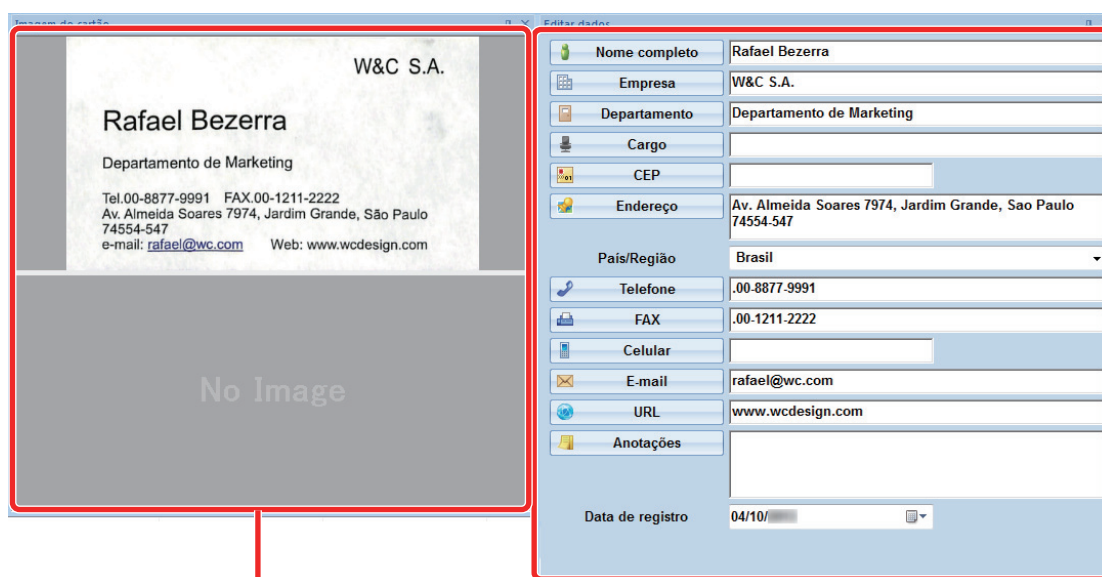 Imagem do cartão
W&C S.A.
Rafael Bezerra
Departamento de Marketing
Tel.00-8877-9991 FAX.00-1211-2222
Av. Almeida Soares 7974, Jardim Grande, São Paulo
74554-547
e-mail: rafael@wc.com Web: www.wcdesign.com
No Image
Editar dados
Nome completo Rafael Bezerra
Empresa W&C S.A.
Departamento Departamento de Marketing
Cargo
CEP
Endereço Av. Almeida Soares 7974, Jardim Grande, Sao Paulo
74554-547
País/Região Brasil
Telefone .00-8877-9991
FAX .00-1211-2222
Celular
E-mail rafael@wc.com
URL www.wcdesign.com
Anotações
Data de registro 04/10/